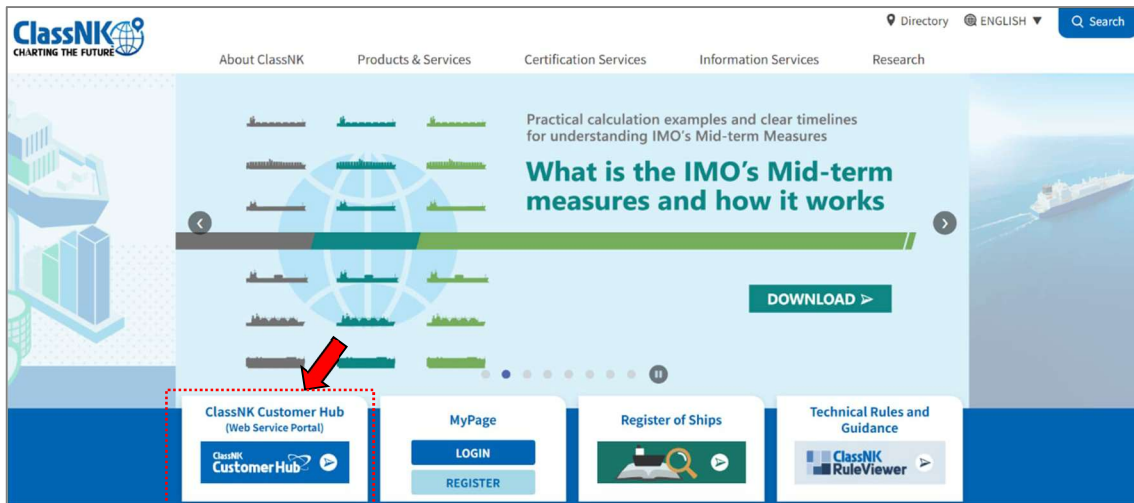 ClassNK
CHARTING THE FUTURE
Directory
ENGLISH ▼
Search
About ClassNK
Products & Services
Certification Services
Information Services
Research
Practical calculation examples and clear timelines
for understanding IMO's Mid-term Measures
What is the IMO's Mid-term
measures and how it works
DOWNLOAD
ClassNK Customer Hub
(Web Service Portal)
ClassNK
Customer Hub
MyPage
LOGIN
REGISTER
Register of Ships
Technical Rules and
Guidance
ClassNK
RuleViewer